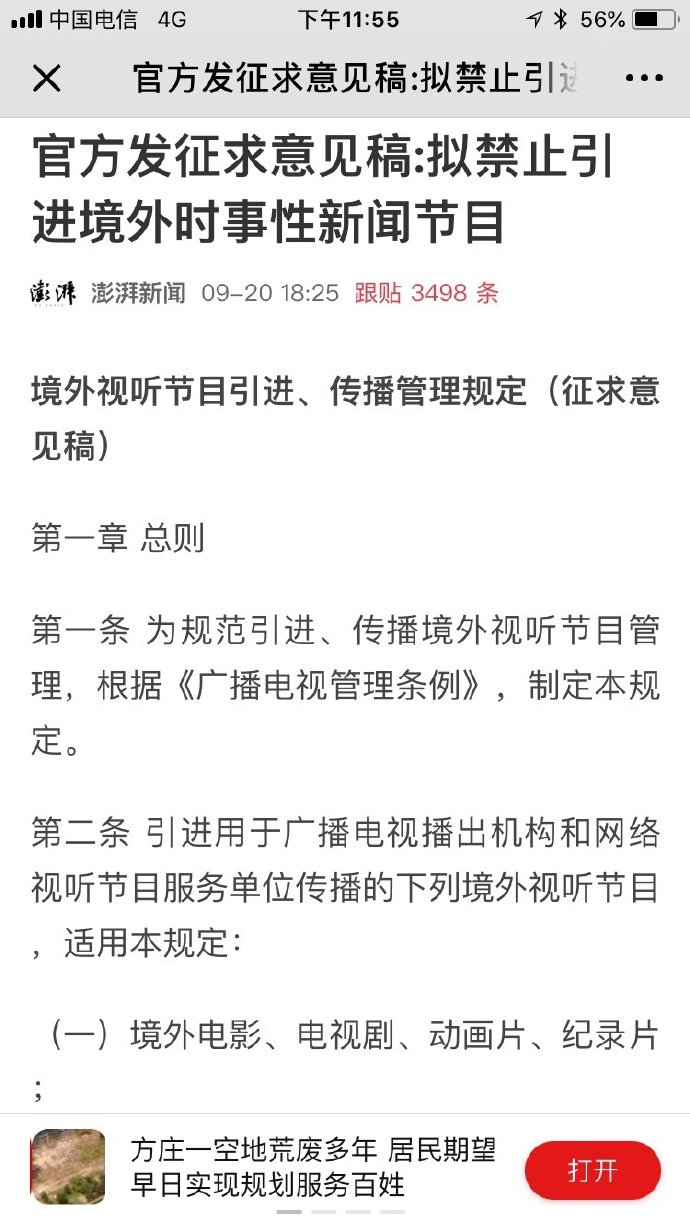 中国电信 4G 下午11:55 56%
官方发征求意见稿:拟禁止引进
官方发征求意见稿:拟禁止引
进境外时事性新闻节目
澎湃 澎湃新闻 09-20 18:25 跟贴 3498 条
境外视听节目引进、传播管理规定（征求意
见稿）
第一章 总则
第一条 为规范引进、传播境外视听节目管
理，根据《广播电视管理条例》，制定本规
定。
第二条 引进用于广播电视播出机构和网络
视听节目服务单位传播的下列境外视听节目
，适用本规定：
（一）境外电影、电视剧、动画片、纪录片
；
方庄一空地荒废多年 居民期望
早日实现规划服务百姓
打开